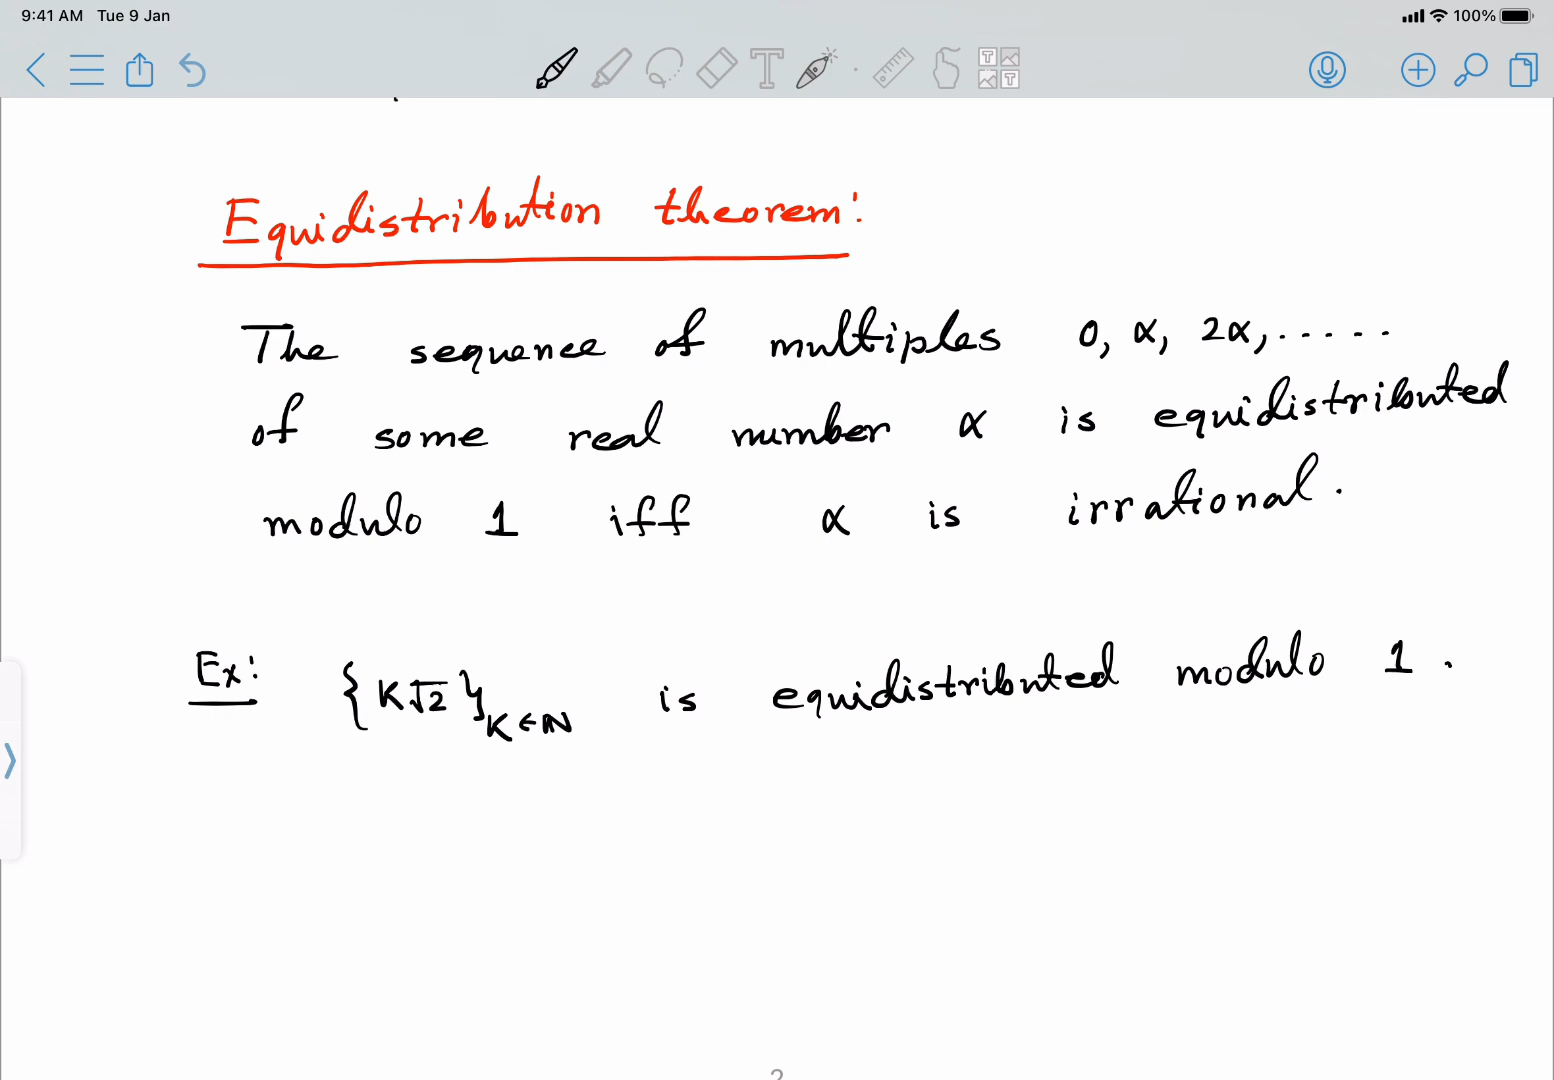 9:41 AM Tue 9 Jan 100%
Equidistribution theorem:
The sequence of multiples 0, α, 2α, .....
of some real number α is equidistributed
modulo 1 iff α is irrational.
Ex: {K√2}_{K∈ℕ} is equidistributed modulo 1.
2